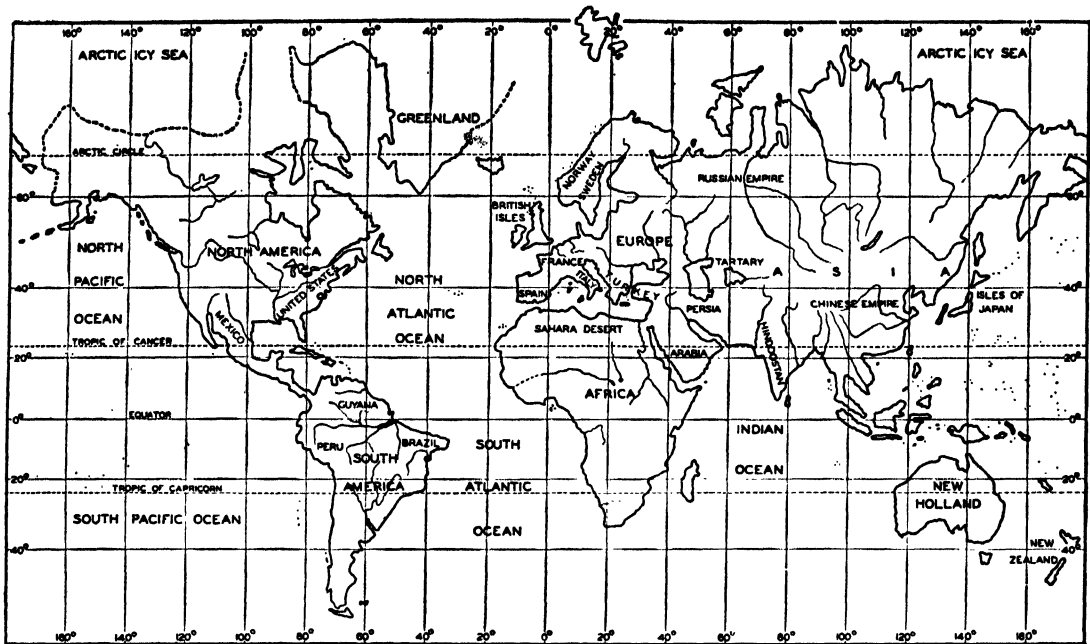 160° 140° 120° 100° 80° 60° 40° 20° 0° 20° 40° 60° 80° 100° 120° 140° 160°
ARCTIC ICY SEA
ARCTIC ICY SEA
GREENLAND
ARCTIC CIRCLE
NORWAY
SWEDEN
RUSSIAN EMPIRE
60°
BRITISH
ISLES
NORTH
PACIFIC
OCEAN
NORTH AMERICA
EUROPE
FRANCE
TARTARY
A S I A
NORTH
ATLANTIC
OCEAN
UNITED STATES
SPAIN
ITALY
TURKEY
40°
PERSIA
CHINESE EMPIRE
ISLES OF
JAPAN
MEXICO
SAHARA DESERT
TROPIC OF CANCER
ARABIA
HINDOSTAN
20°
20°
AFRICA
GUYANA
EQUATOR
0°
0°
INDIAN
OCEAN
PERU
BRAZIL
SOUTH
AMERICA
SOUTH
ATLANTIC
OCEAN
20°
20°
TROPIC OF CAPRICORN
NEW
HOLLAND
SOUTH PACIFIC OCEAN
40°
40°
NEW
ZEALAND
160° 140° 120° 100° 80° 60° 40° 20° 0° 20° 40° 60° 80° 100° 120° 140° 160°